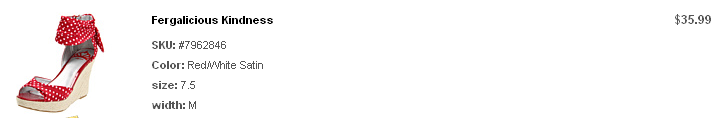 Fergalicious Kindness $35.99
SKU: #7962846
Color: Red/White Satin
size: 7.5
width: M